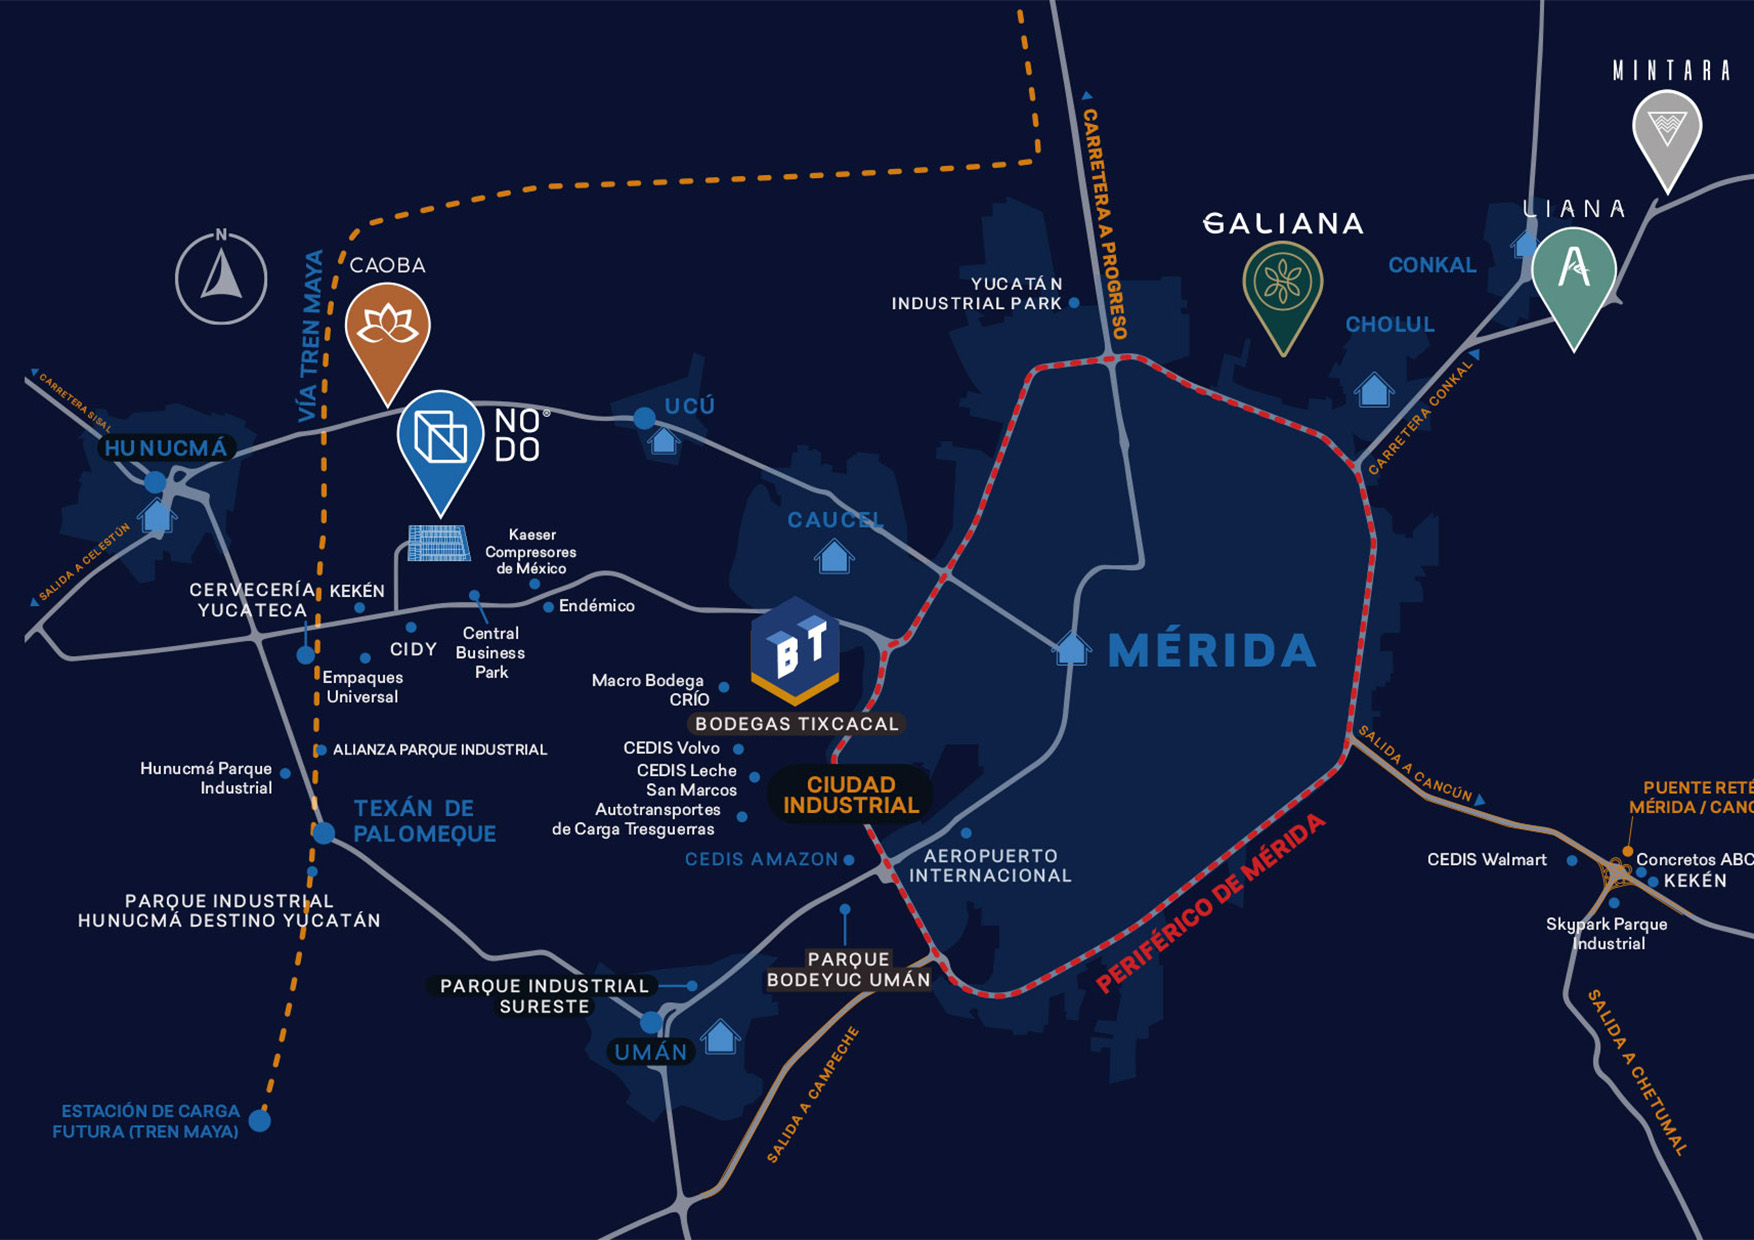 MINTARA
LIANA
GALIANA
CONKAL
CHOLUL
CARRETERA CONKAL
CARRETERA A PROGRESO
YUCATÁN
INDUSTRIAL PARK
N
VÍA TREN MAYA
CAOBA
NO®
DO
UCÚ
CARRETERA SISAL
HUNUCMÁ
SALIDA A CELESTÚN
CAUCEL
Kaeser
Compresores
de México
CERVECERÍA
YUCATECA
KEKÉN
Endémico
CIDY
Central
Business
Park
Empaques
Universal
BT
MÉRIDA
Macro Bodega
CRÍO
BODEGAS TIXCACAL
CEDIS Volvo
CEDIS Leche
San Marcos
Autotransportes
de Carga Tresguerras
CIUDAD
INDUSTRIAL
ALIANZA PARQUE INDUSTRIAL
Hunucmá Parque
Industrial
TEXÁN DE
PALOMEQUE
CEDIS AMAZON
AEROPUERTO
INTERNACIONAL
PERIFÉRICO DE MÉRIDA
SALIDA A CANCÚN
PUENTE RETÉ
MÉRIDA / CANC
CEDIS Walmart
Concretos ABC
KEKÉN
Skypark Parque
Industrial
SALIDA A CHETUMAL
PARQUE INDUSTRIAL
HUNUCMÁ DESTINO YUCATÁN
PARQUE
BODEYUC UMÁN
PARQUE INDUSTRIAL
SURESTE
UMÁN
SALIDA A CAMPECHE
ESTACIÓN DE CARGA
FUTURA (TREN MAYA)